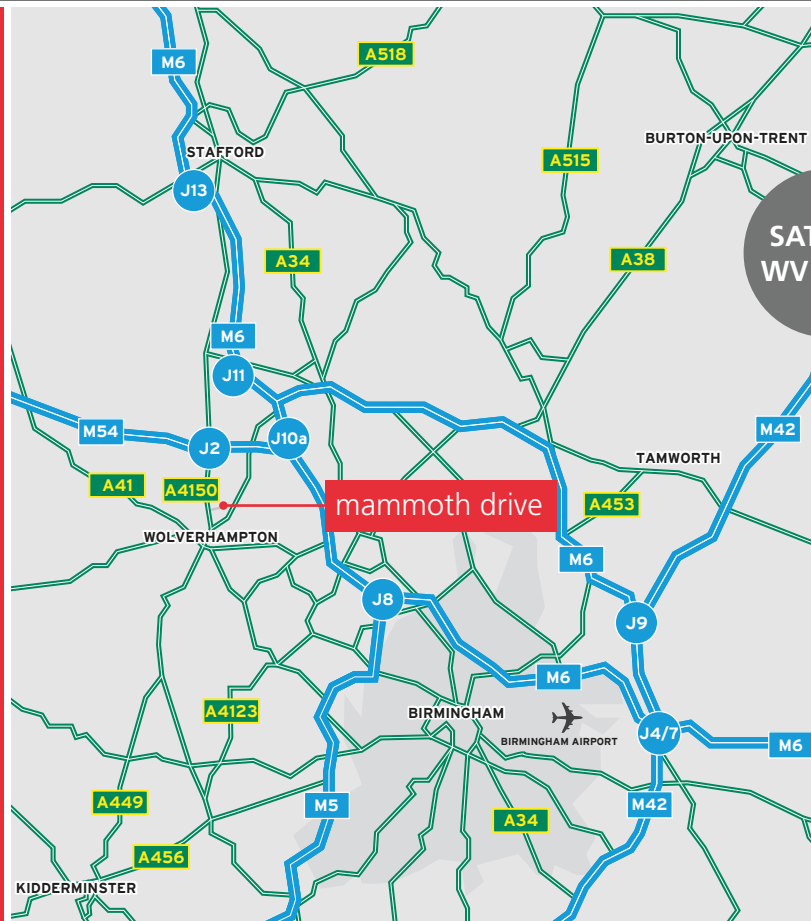 M6
A518
BURTON-UPON-TRENT
STAFFORD
A515
J13
SAT
WV
A34
A38
M6
J11
M42
M54
J2
J10a
TAMWORTH
A41
A4150
mammoth drive
A453
WOLVERHAMPTON
M6
J8
J9
M6
A4123
BIRMINGHAM
BIRMINGHAM AIRPORT
J4/7
M6
A449
M5
M42
A34
A456
KIDDERMINSTER